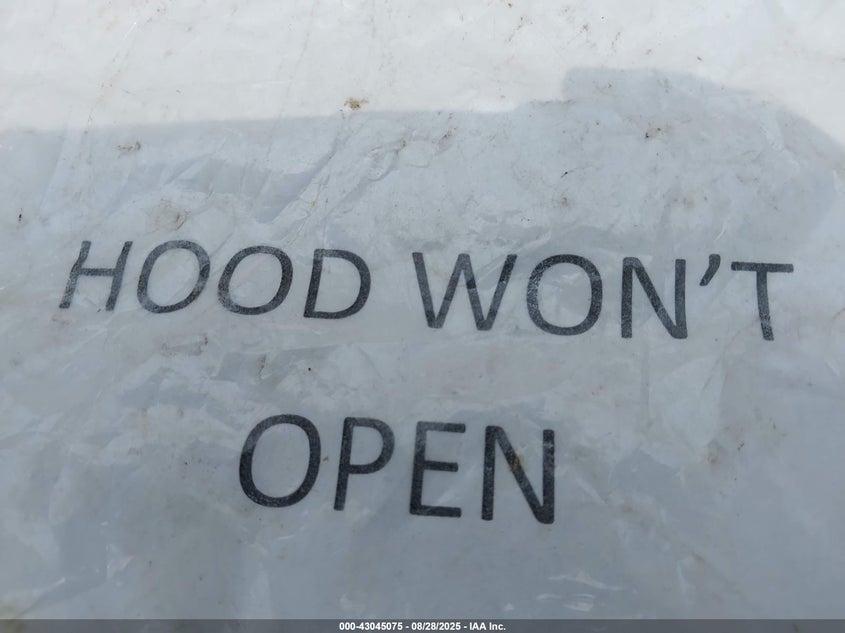 HOOD WON'T
OPEN
000-43045075 - 08/28/2025 - IAA Inc.